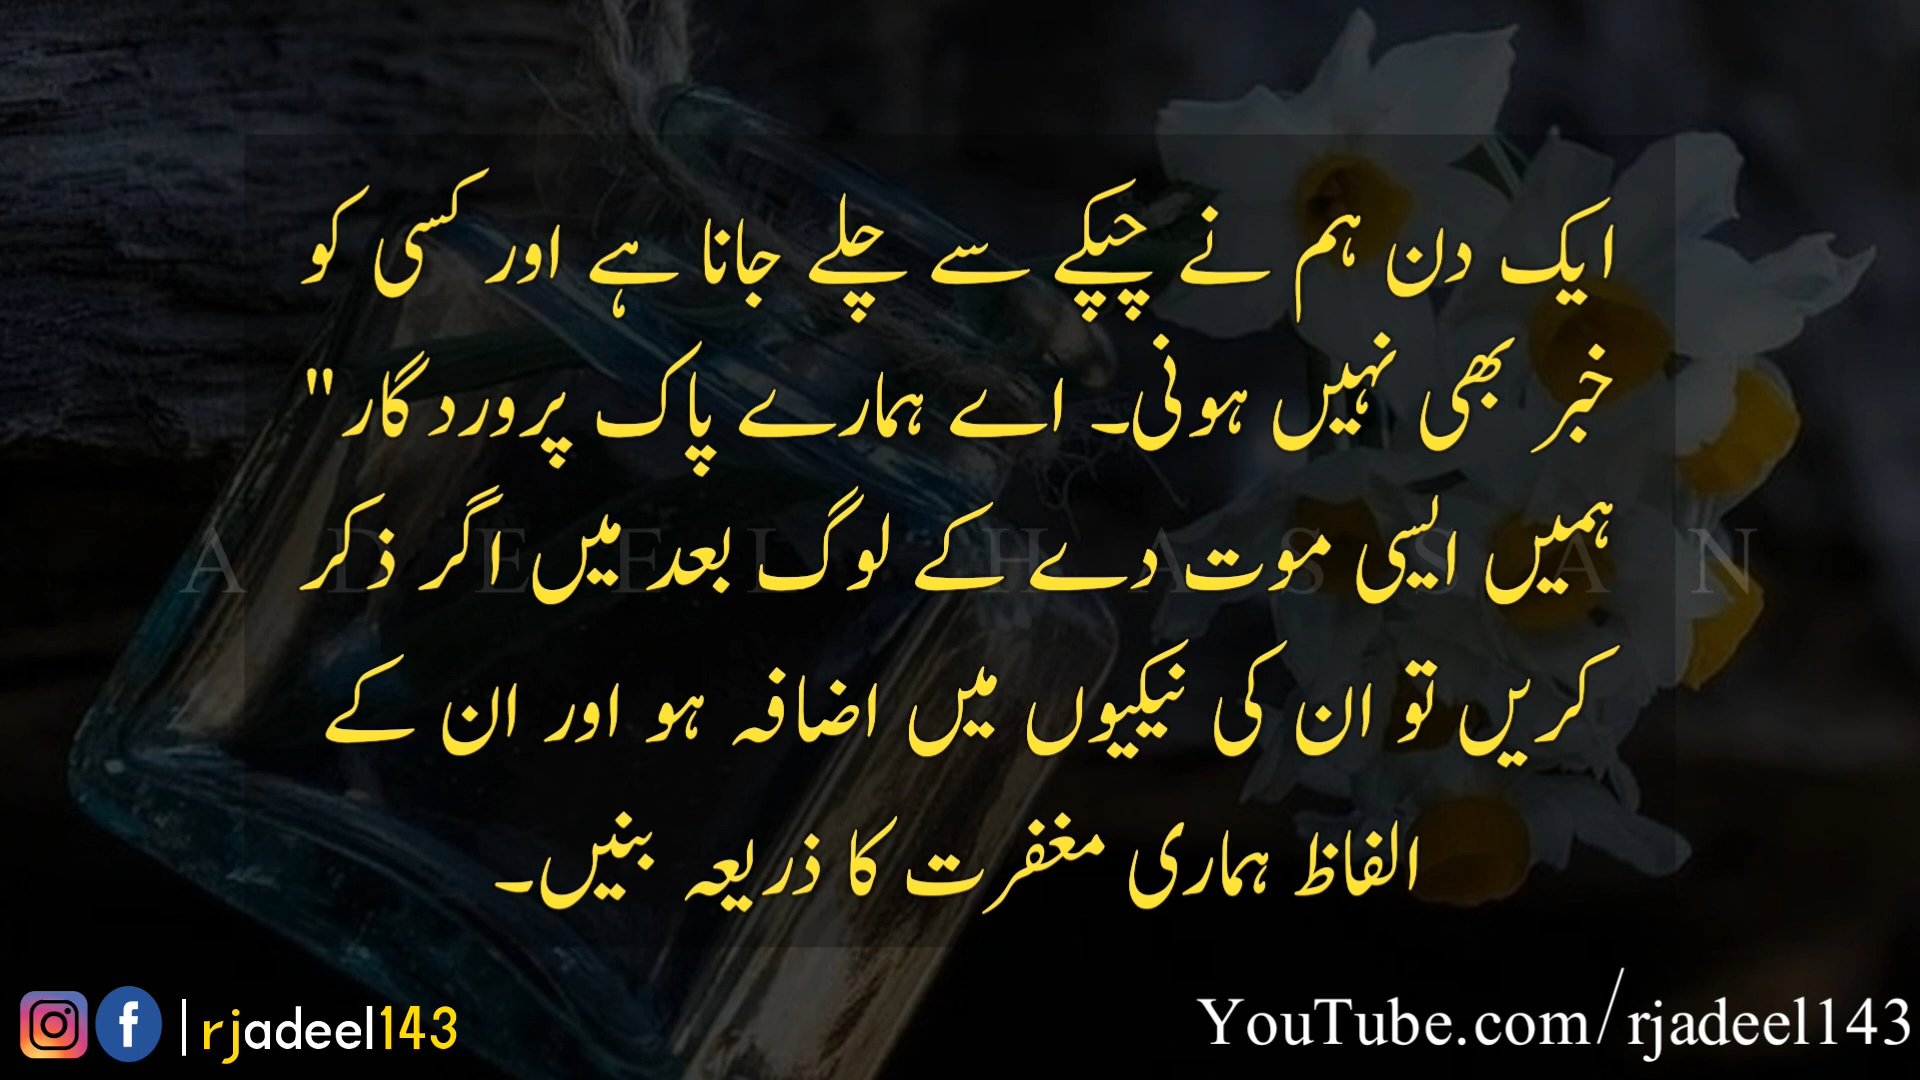 ایک دن ہم نے چپکے سے چلے جانا ہے اور کسی کو
خبر بھی نہیں ہونی۔ اے ہمارے پاک پروردگار"
ہمیں ایسی موت دے کے لوگ بعد میں اگر ذکر
کریں تو ان کی نیکیوں میں اضافہ ہو اور ان کے
الفاظ ہماری مغفرت کا ذریعہ بنیں۔
ADEEL HASSAN
rjadeel143
YouTube.com/rjadeel143